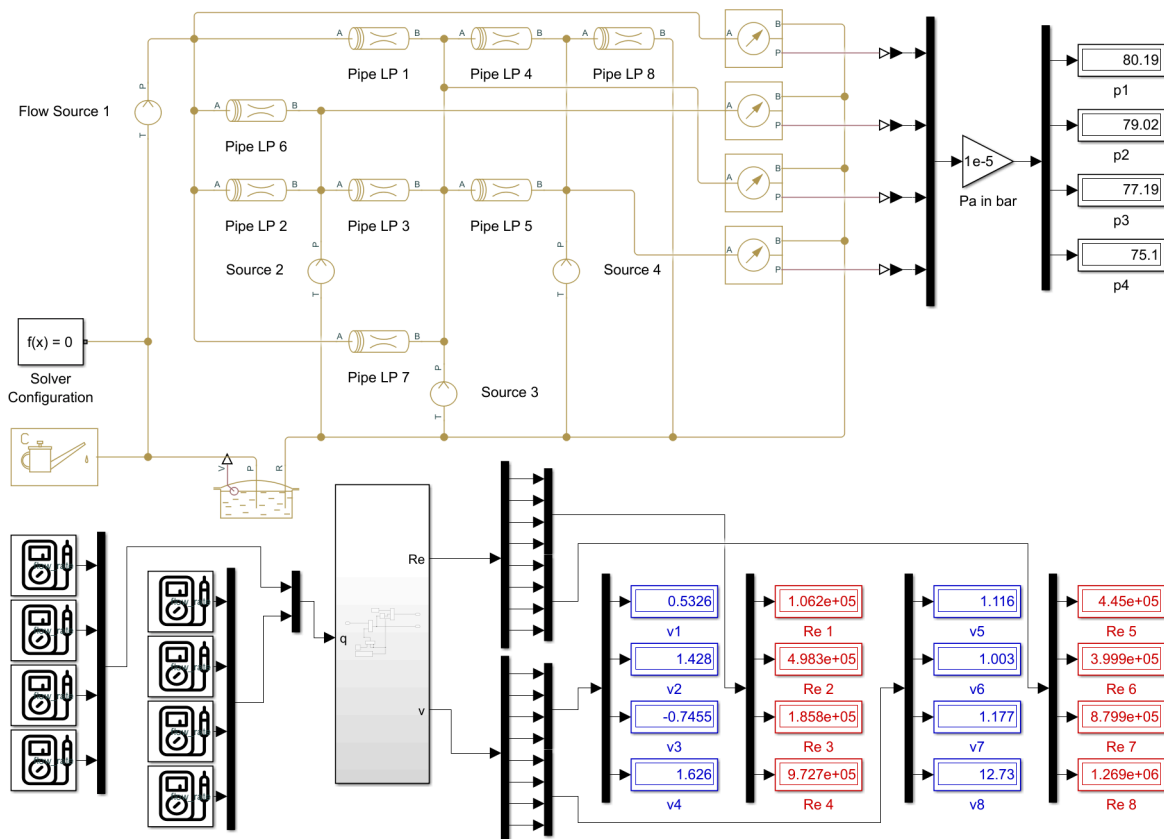 A B
Pipe LP 1
A B
Pipe LP 4
A B
Pipe LP 8
A B P
P
Flow Source 1
T
A B
Pipe LP 6
A B P
A B
Pipe LP 2
A B
Pipe LP 3
A B
Pipe LP 5
A B P
A B P
Source 2
P
T
Source 4
P
T
A B
Pipe LP 7
Source 3
P
T
1e-5
Pa in bar
80.19
p1
79.02
p2
77.19
p3
75.1
p4
f(x) = 0
Solver
Configuration
C
V P R
Re
q
v
0.5326
v1
1.428
v2
-0.7455
v3
1.626
v4
1.062e+05
Re 1
4.983e+05
Re 2
1.858e+05
Re 3
9.727e+05
Re 4
1.116
v5
1.003
v6
1.177
v7
12.73
v8
4.45e+05
Re 5
3.999e+05
Re 6
8.799e+05
Re 7
1.269e+06
Re 8